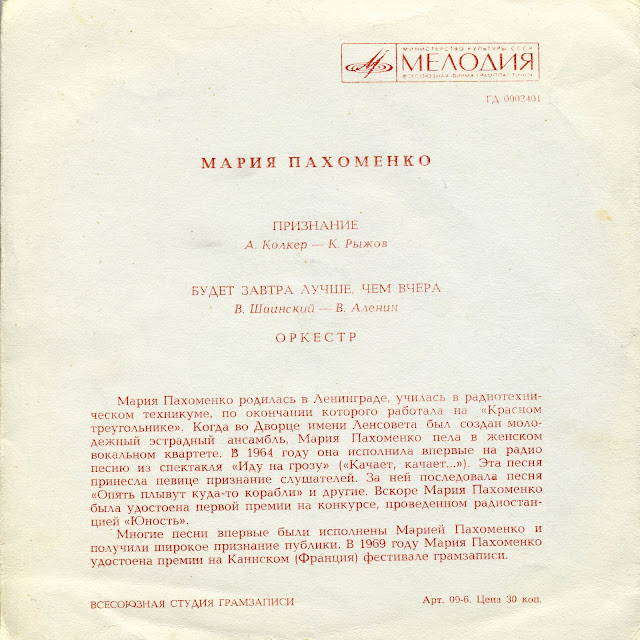 МИНИСТЕРСТВО КУЛЬТУРЫ СССР
МЕЛОДИЯ
ВСЕСОЮЗНАЯ ФИРМА ГРАМПЛАСТИНОК
ГД 0002401
МАРИЯ ПАХОМЕНКО
ПРИЗНАНИЕ
А. Колкер — К. Рыжов
БУДЕТ ЗАВТРА ЛУЧШЕ, ЧЕМ ВЧЕРА
В. Шаинский — В. Аленин
ОРКЕСТР
Мария Пахоменко родилась в Ленинграде, училась в радиотехни-
ческом техникуме, по окончании которого работала на «Красном
треугольнике». Когда во Дворце имени Ленсовета был создан моло-
дежный эстрадный ансамбль, Мария Пахоменко пела в женском
вокальном квартете. В 1964 году она исполнила впервые на радио
песню из спектакля «Иду на грозу» («Качает, качает...»). Эта песня
принесла певице признание слушателей. За ней последовала песня
«Опять плывут куда-то корабли» и другие. Вскоре Мария Пахоменко
была удостоена первой премии на конкурсе, проведенном радиостан-
цией «Юность».
Многие песни впервые были исполнены Марией Пахоменко и
получили широкое признание публики. В 1969 году Мария Пахоменко
удостоена премии на Каннском (Франция) фестивале грамзаписи.
ВСЕСОЮЗНАЯ СТУДИЯ ГРАМЗАПИСИ
Арт. 09-6. Цена 30 коп.